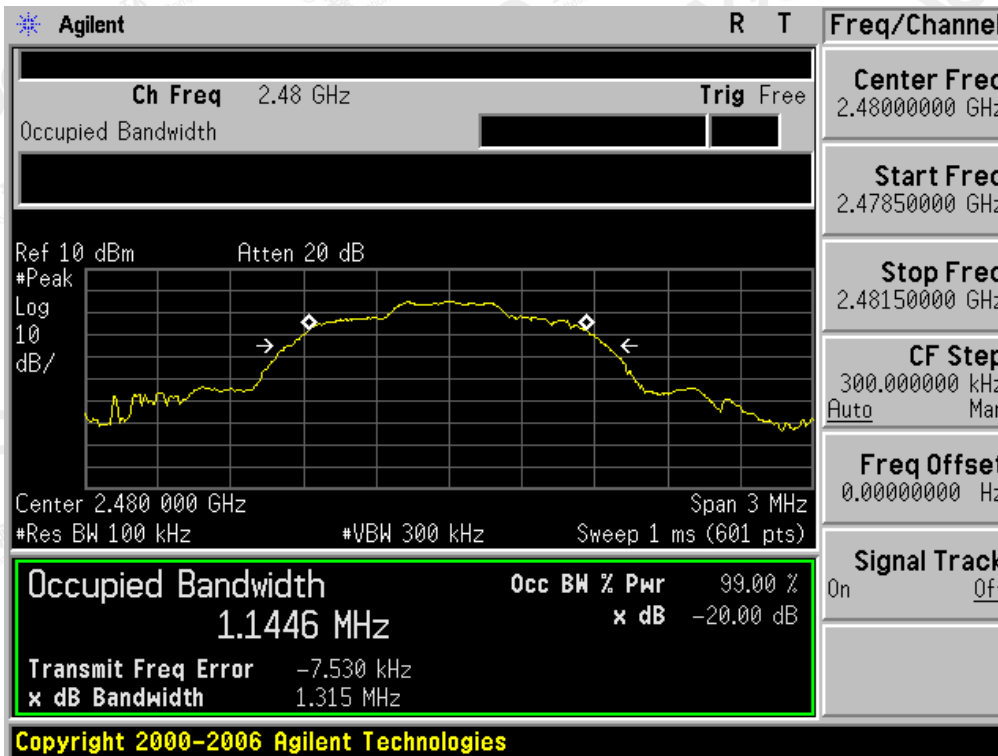 Agilent R T Freq/Channel
Ch Freq 2.48 GHz Trig Free
Occupied Bandwidth
Center Freq
2.48000000 GHz
Start Freq
2.47850000 GHz
Stop Freq
2.48150000 GHz
CF Step
300.000000 kHz
Auto Man
Freq Offset
0.00000000 Hz
Signal Track
On Off
Ref 10 dBm Atten 20 dB
#Peak
Log
10
dB/
Center 2.480 000 GHz Span 3 MHz
#Res BW 100 kHz #VBW 300 kHz Sweep 1 ms (601 pts)
Occupied Bandwidth Occ BW % Pwr 99.00 %
1.1446 MHz x dB -20.00 dB
Transmit Freq Error -7.530 kHz
x dB Bandwidth 1.315 MHz
Copyright 2000-2006 Agilent Technologies